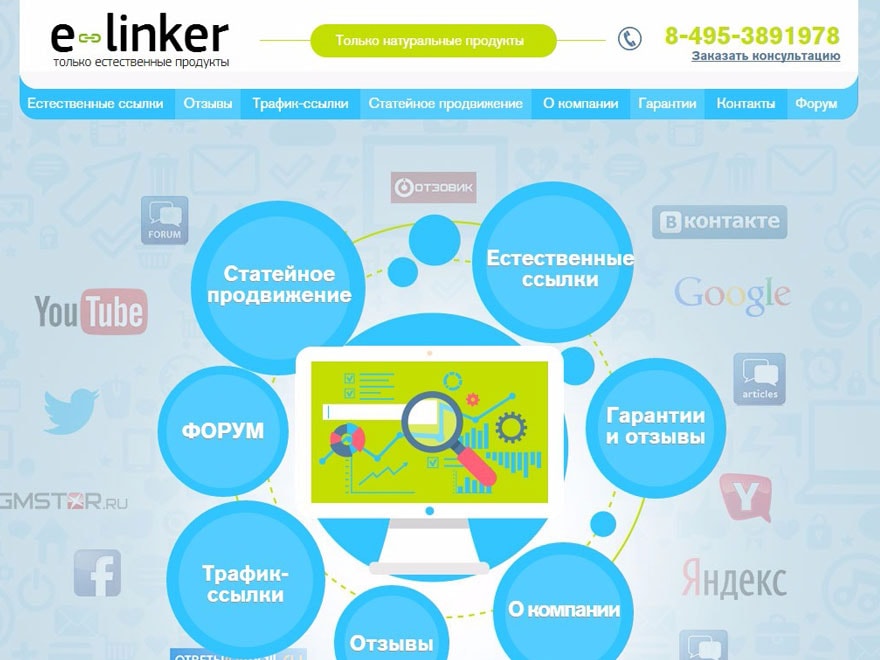 e linker
только естественные продукты
Только натуральные продукты
8-495-3891978
Заказать консультацию
Естественные ссылки
Отзывы
Трафик-ссылки
Статейное продвижение
О компании
Гарантии
Контакты
Форум
ОТЗОВИК
FORUM
В контакте
Статейное
продвижение
Естественные
ссылки
YouTube
Google
articles
ФОРУМ
Гарантии
и отзывы
GMSTAR.RU
Y
f
Трафик-
ссылки
Яндекс
О компании
Отзывы